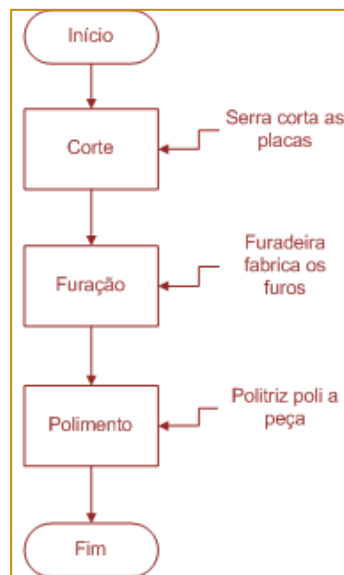 Início
Corte
Serra corta as
placas
Furação
Furadeira
fabrica os
furos
Polimento
Politriz poli a
peça
Fim